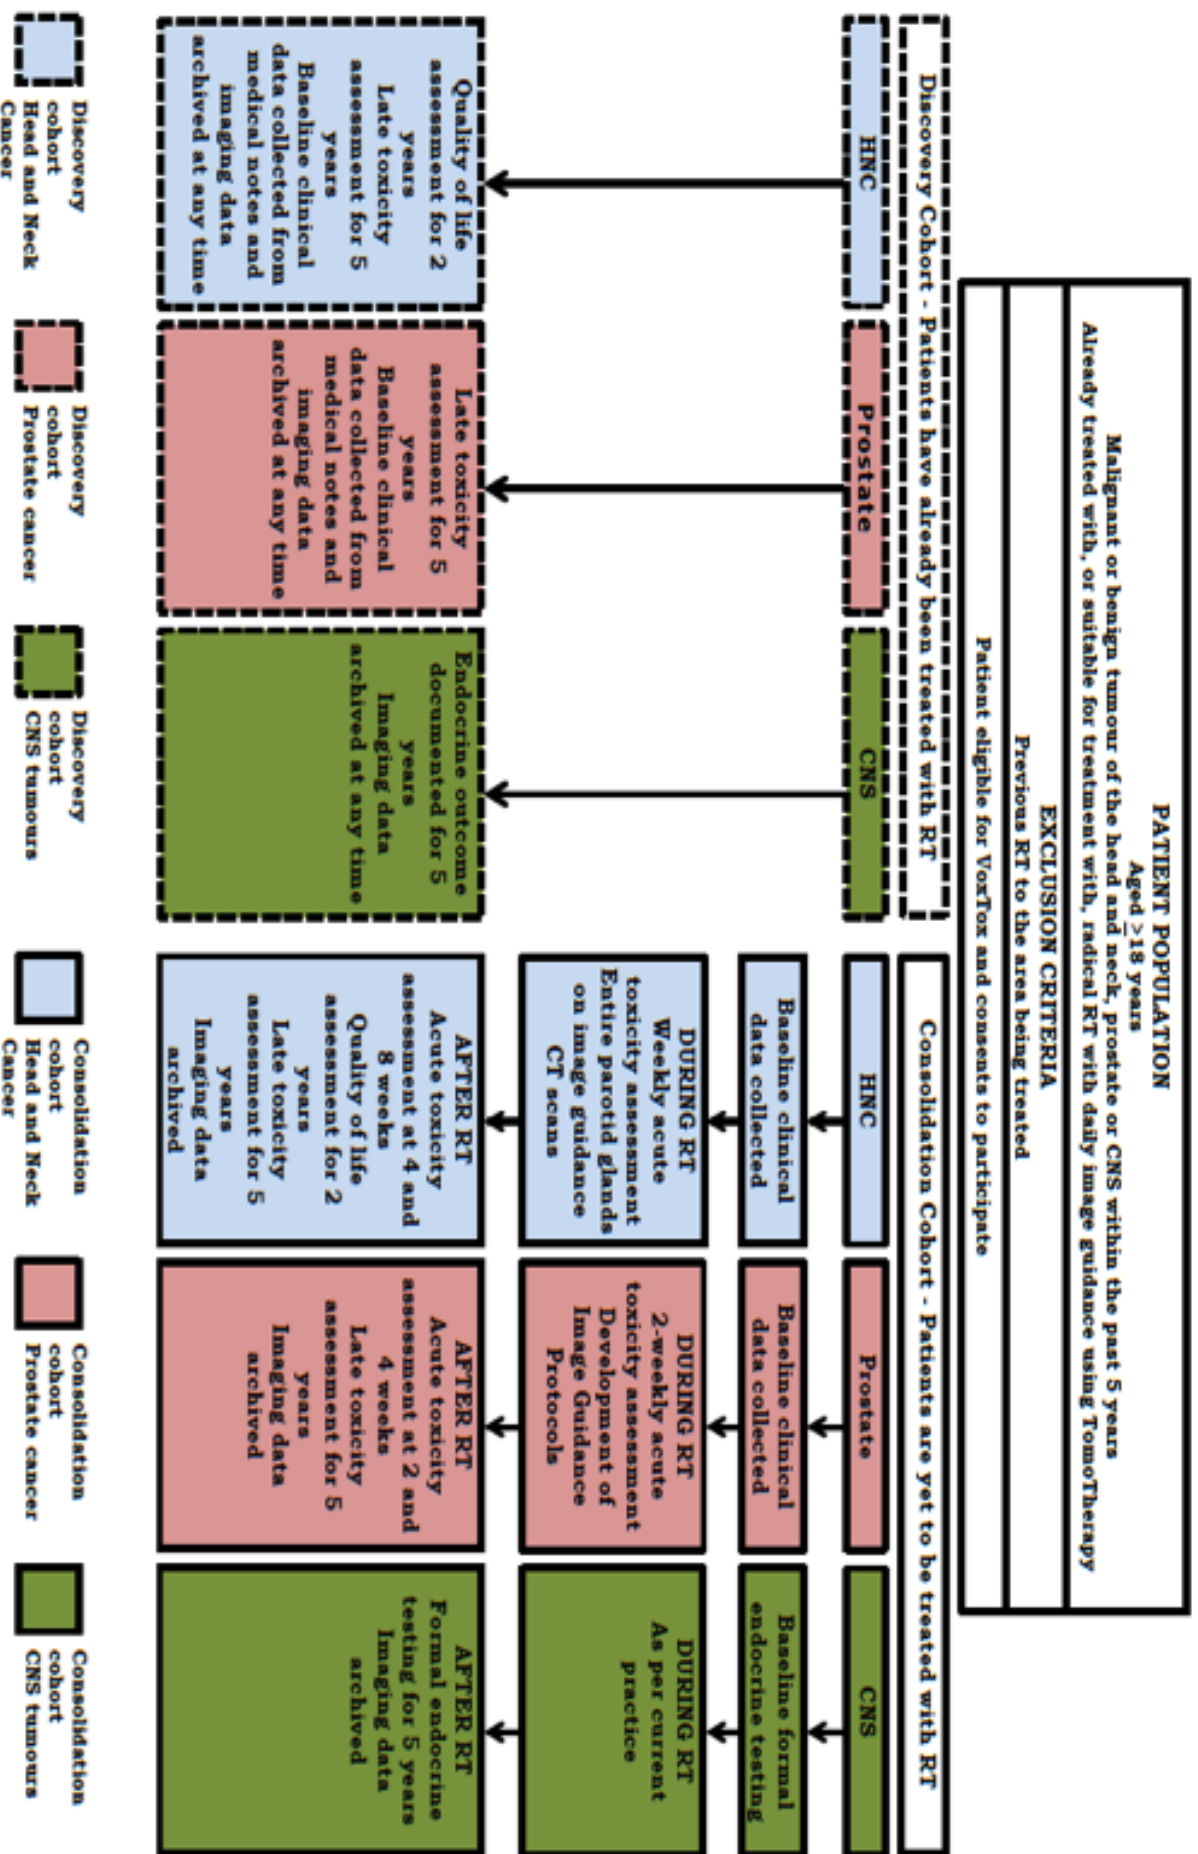 PATIENT POPULATION
Aged >18 years
Malignant or benign tumour of the head and neck, prostate or CNS within the past 5 years
Already treated with, or suitable for treatment with, radical RT with daily image guidance using TomoTherapy
EXCLUSION CRITERIA
Previous RT to the area being treated
Patient eligible for VoxTox and consents to participate
Discovery Cohort - Patients have already been treated with RT
HNC
Prostate
CNS
Quality of life
assessment for 2
years
Late toxicity
assessment for 5
years
Baseline clinical
data collected from
medical notes and
imaging data
archived at any time
Late toxicity
assessment for 5
years
Baseline clinical
data collected from
medical notes and
imaging data
archived at any time
Endocrine outcome
documented for 5
years
Imaging data
archived at any time
Consolidation Cohort - Patients are yet to be treated with RT
HNC
Prostate
CNS
Baseline clinical
data collected
Baseline clinical
data collected
Baseline formal
endocrine testing
DURING RT
Weekly acute
toxicity assessment
Entire parotid glands
on image guidance
CT scans
DURING RT
2-weekly acute
toxicity assessment
Development of
Image Guidance
Protocols
DURING RT
As per current
practice
AFTER RT
Acute toxicity
assessment at 4 and
8 weeks
Quality of life
assessment for 2
years
Late toxicity
assessment for 5
years
Imaging data
archived
AFTER RT
Acute toxicity
assessment at 2 and
4 weeks
Late toxicity
assessment for 5
years
Imaging data
archived
AFTER RT
Formal endocrine
testing for 5 years
Imaging data
archived
Discovery
cohort
Head and Neck
Cancer
Discovery
cohort
Prostate cancer
Discovery
cohort
CNS tumours
Consolidation
cohort
Head and Neck
Cancer
Consolidation
cohort
Prostate cancer
Consolidation
cohort
CNS tumours